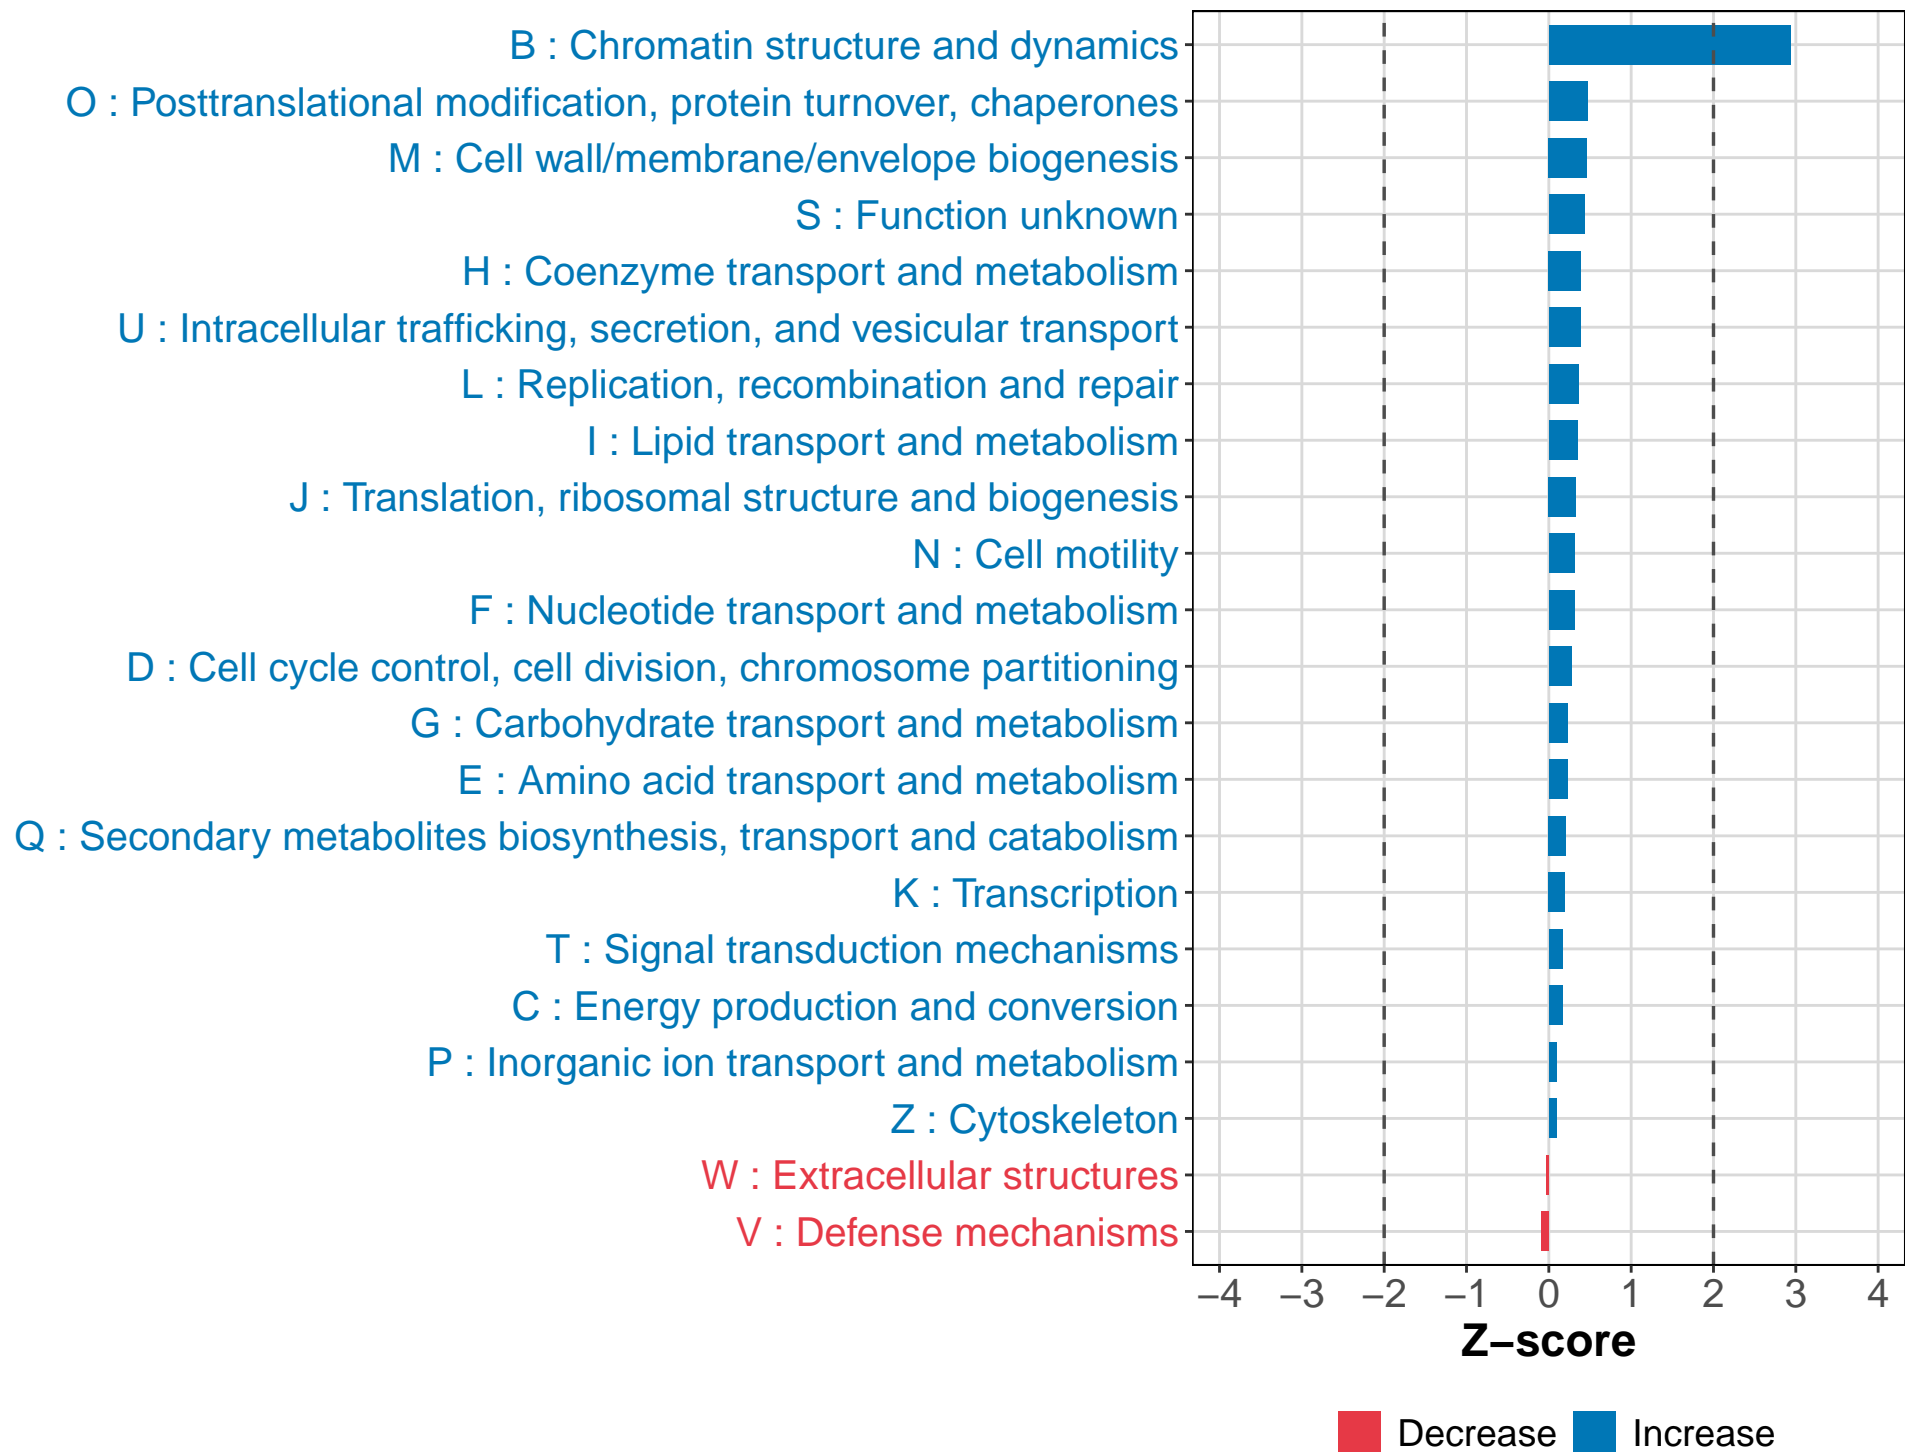 B : Chromatin structure and dynamics
O : Posttranslational modification, protein turnover, chaperones
M : Cell wall/membrane/envelope biogenesis
S : Function unknown
H : Coenzyme transport and metabolism
U : Intracellular trafficking, secretion, and vesicular transport
L : Replication, recombination and repair
I : Lipid transport and metabolism
J : Translation, ribosomal structure and biogenesis
N : Cell motility
F : Nucleotide transport and metabolism
D : Cell cycle control, cell division, chromosome partitioning
G : Carbohydrate transport and metabolism
E : Amino acid transport and metabolism
Q : Secondary metabolites biosynthesis, transport and catabolism
K : Transcription
T : Signal transduction mechanisms
C : Energy production and conversion
P : Inorganic ion transport and metabolism
Z : Cytoskeleton
W : Extracellular structures
V : Defense mechanisms
−4 −3 −2 −1 0 1 2 3 4
Z−score
Decrease Increase